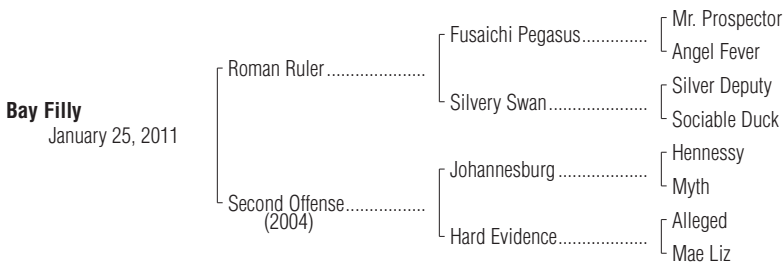 Mr. Prospector
Fusaichi Pegasus..............
Angel Fever
Roman Ruler.....................
Silver Deputy
Silvery Swan.....................
Sociable Duck
Bay Filly
January 25, 2011
Hennessy
Johannesburg ...................
Myth
Second Offense.................
(2004)
Alleged
Hard Evidence...................
Mae Liz